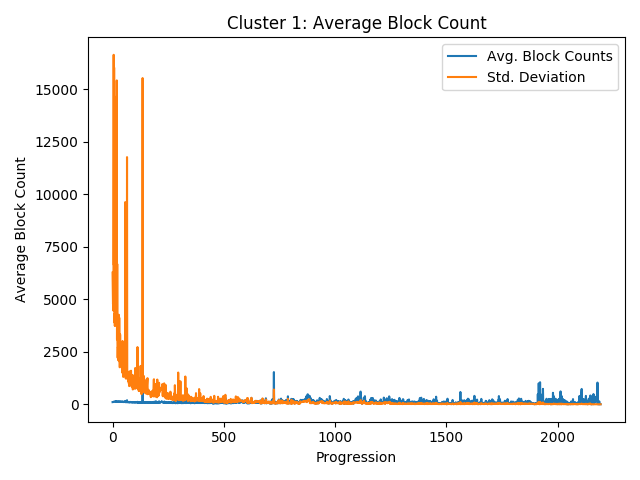 Cluster 1: Average Block Count
Avg. Block Counts
Std. Deviation
Average Block Count
15000
12500
10000
7500
5000
2500
0
0 500 1000 1500 2000
Progression